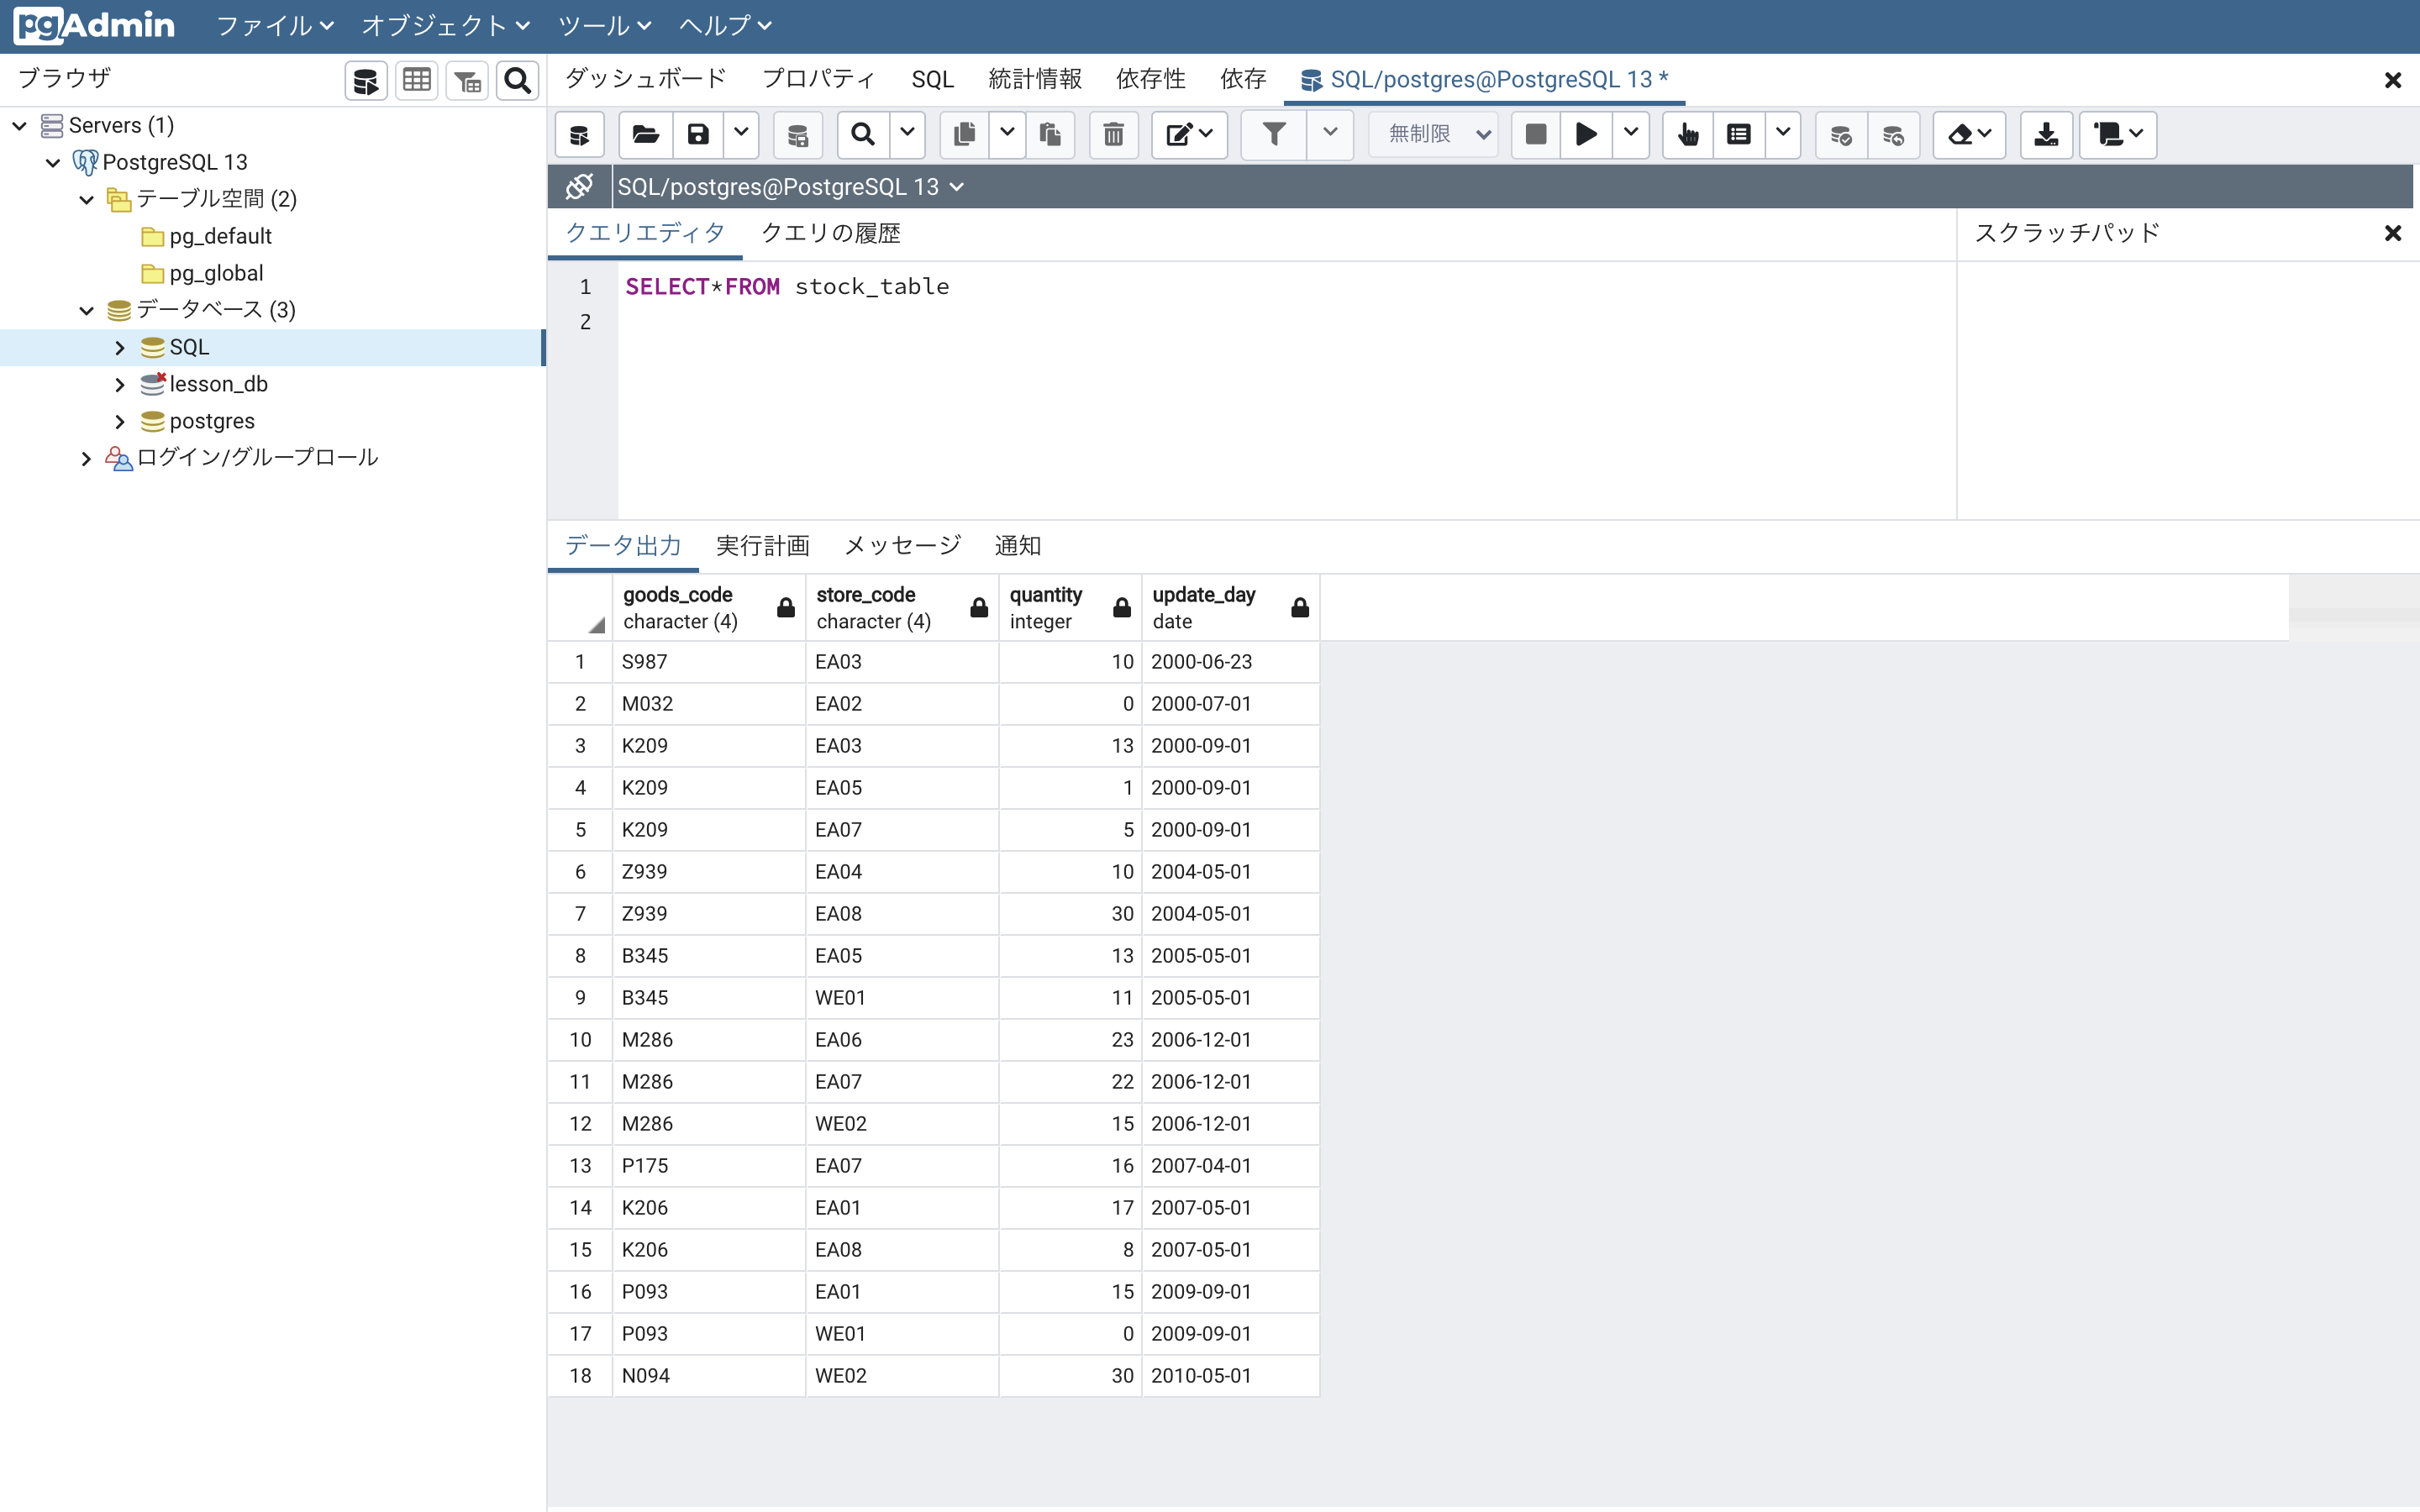 pgAdmin ファイル オブジェクト ツール ヘルプ
ブラウザ
ダッシュボード プロパティ SQL 統計情報 依存性 依存 SQL/postgres@PostgreSQL 13 *
Servers (1)
PostgreSQL 13
テーブル空間 (2)
pg_default
pg_global
データベース (3)
SQL
lesson_db
postgres
ログイン/グループロール
無制限
SQL/postgres@PostgreSQL 13
クエリエディタ クエリの履歴 スクラッチパッド
1 SELECT*FROM stock_table
2
データ出力 実行計画 メッセージ 通知
goods_code store_code quantity update_day
character (4) character (4) integer date
1 S987 EA03 10 2000-06-23
2 M032 EA02 0 2000-07-01
3 K209 EA03 13 2000-09-01
4 K209 EA05 1 2000-09-01
5 K209 EA07 5 2000-09-01
6 Z939 EA04 10 2004-05-01
7 Z939 EA08 30 2004-05-01
8 B345 EA05 13 2005-05-01
9 B345 WE01 11 2005-05-01
10 M286 EA06 23 2006-12-01
11 M286 EA07 22 2006-12-01
12 M286 WE02 15 2006-12-01
13 P175 EA07 16 2007-04-01
14 K206 EA01 17 2007-05-01
15 K206 EA08 8 2007-05-01
16 P093 EA01 15 2009-09-01
17 P093 WE01 0 2009-09-01
18 N094 WE02 30 2010-05-01